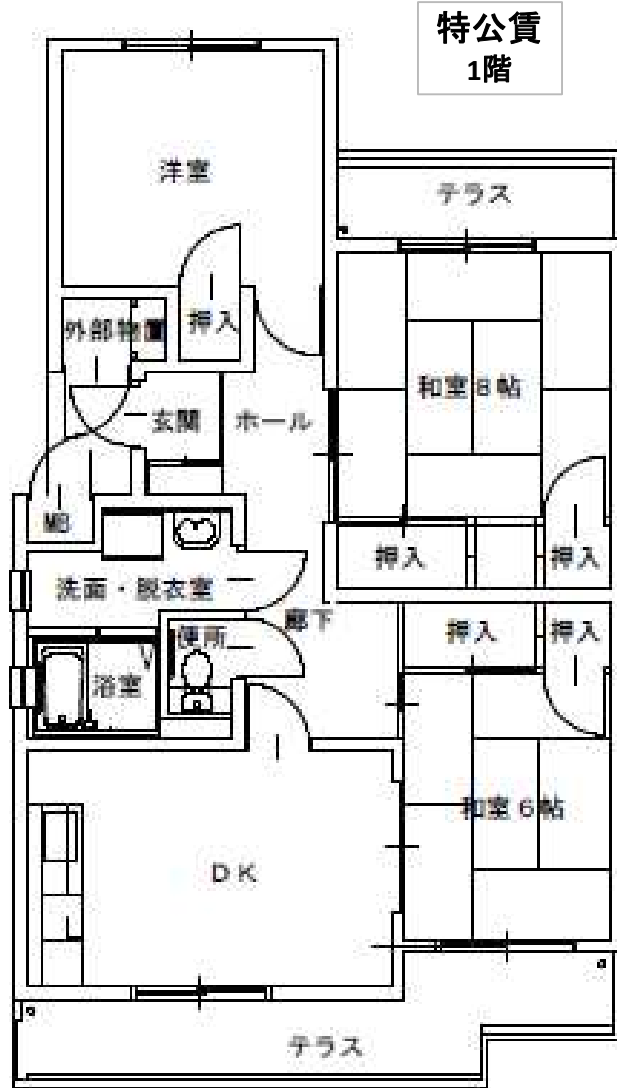 特公賃
1階
洋室
テラス
外部物置
押入
和室8帖
玄関
ホール
MB
押入
押入
洗面・脱衣室
廊下
便所
押入
押入
浴室
和室6帖
DK
テラス